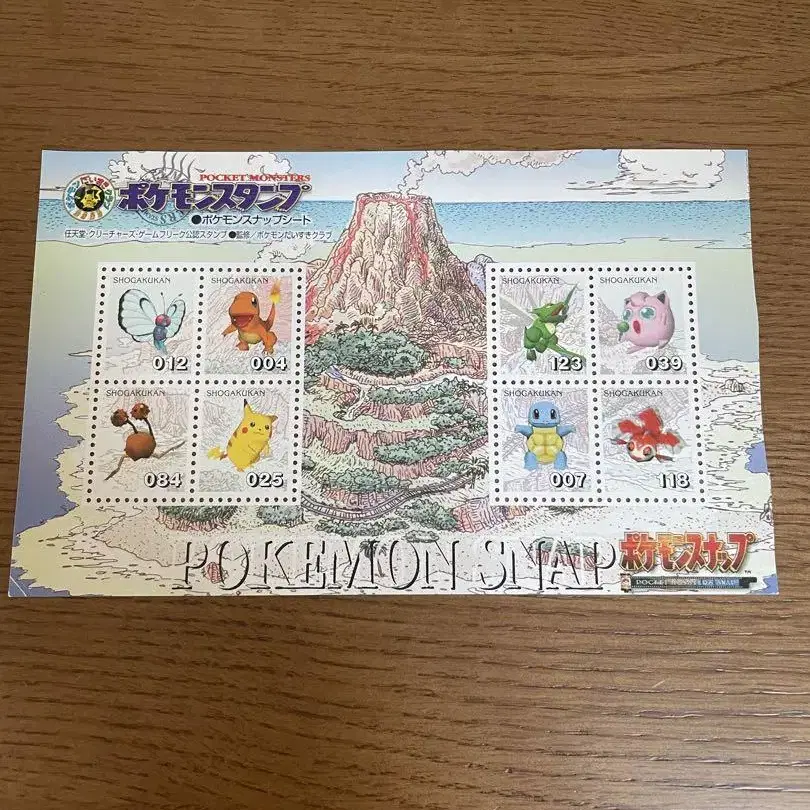 POCKET MONSTERS
ポケモンスタンプ
●ポケモンスナップシート
任天堂・クリーチャーズ・ゲームフリーク公認スタンプ●監修/ポケモンだいすきクラブ
SHOGAKUKAN
012
SHOGAKUKAN
004
SHOGAKUKAN
123
SHOGAKUKAN
039
SHOGAKUKAN
084
SHOGAKUKAN
025
SHOGAKUKAN
007
SHOGAKUKAN
118
POKEMON SNAP
ポケモンスナップ